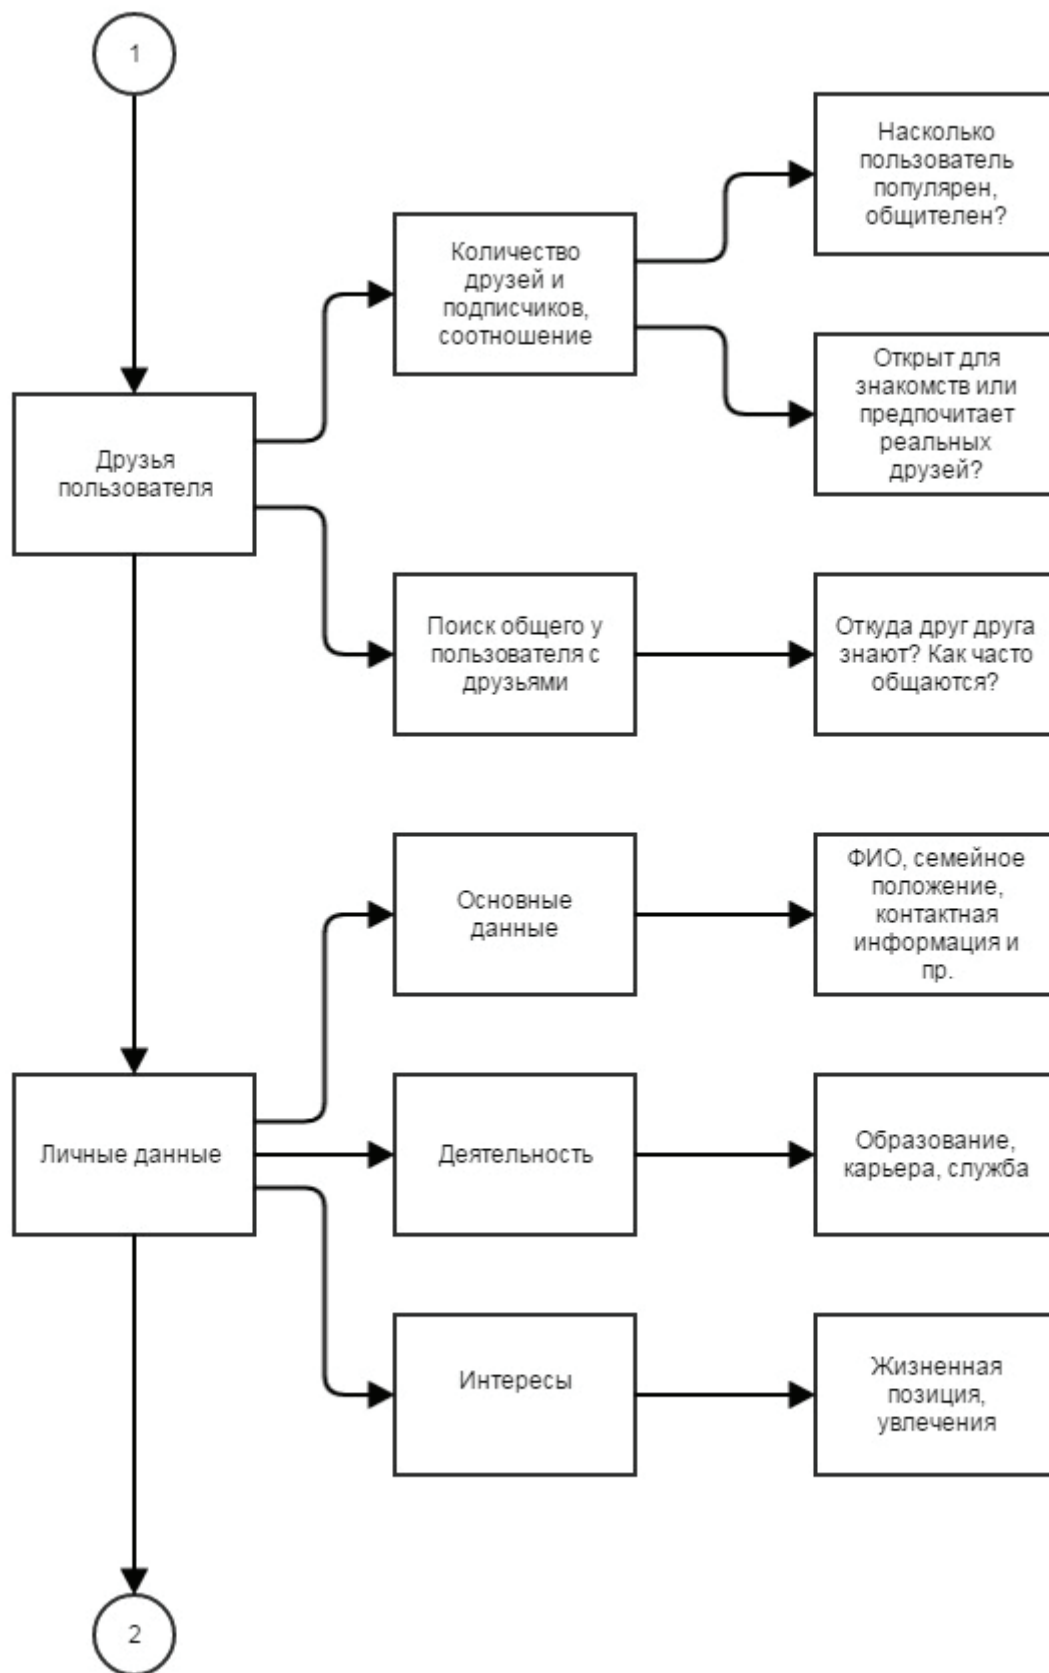 1
Насколько
пользователь
популярен,
общителен?
Количество
друзей и
подписчиков,
соотношение
Открыт для
знакомств или
предпочитает
реальных
друзей?
Друзья
пользователя
Поиск общего у
пользователя с
друзьями
Откуда друг друга
знают? Как часто
общаются?
Основные
данные
ФИО, семейное
положение,
контактная
информация и
пр.
Личные данные
Деятельность
Образование,
карьера, служба
Интересы
Жизненная
позиция,
увлечения
2